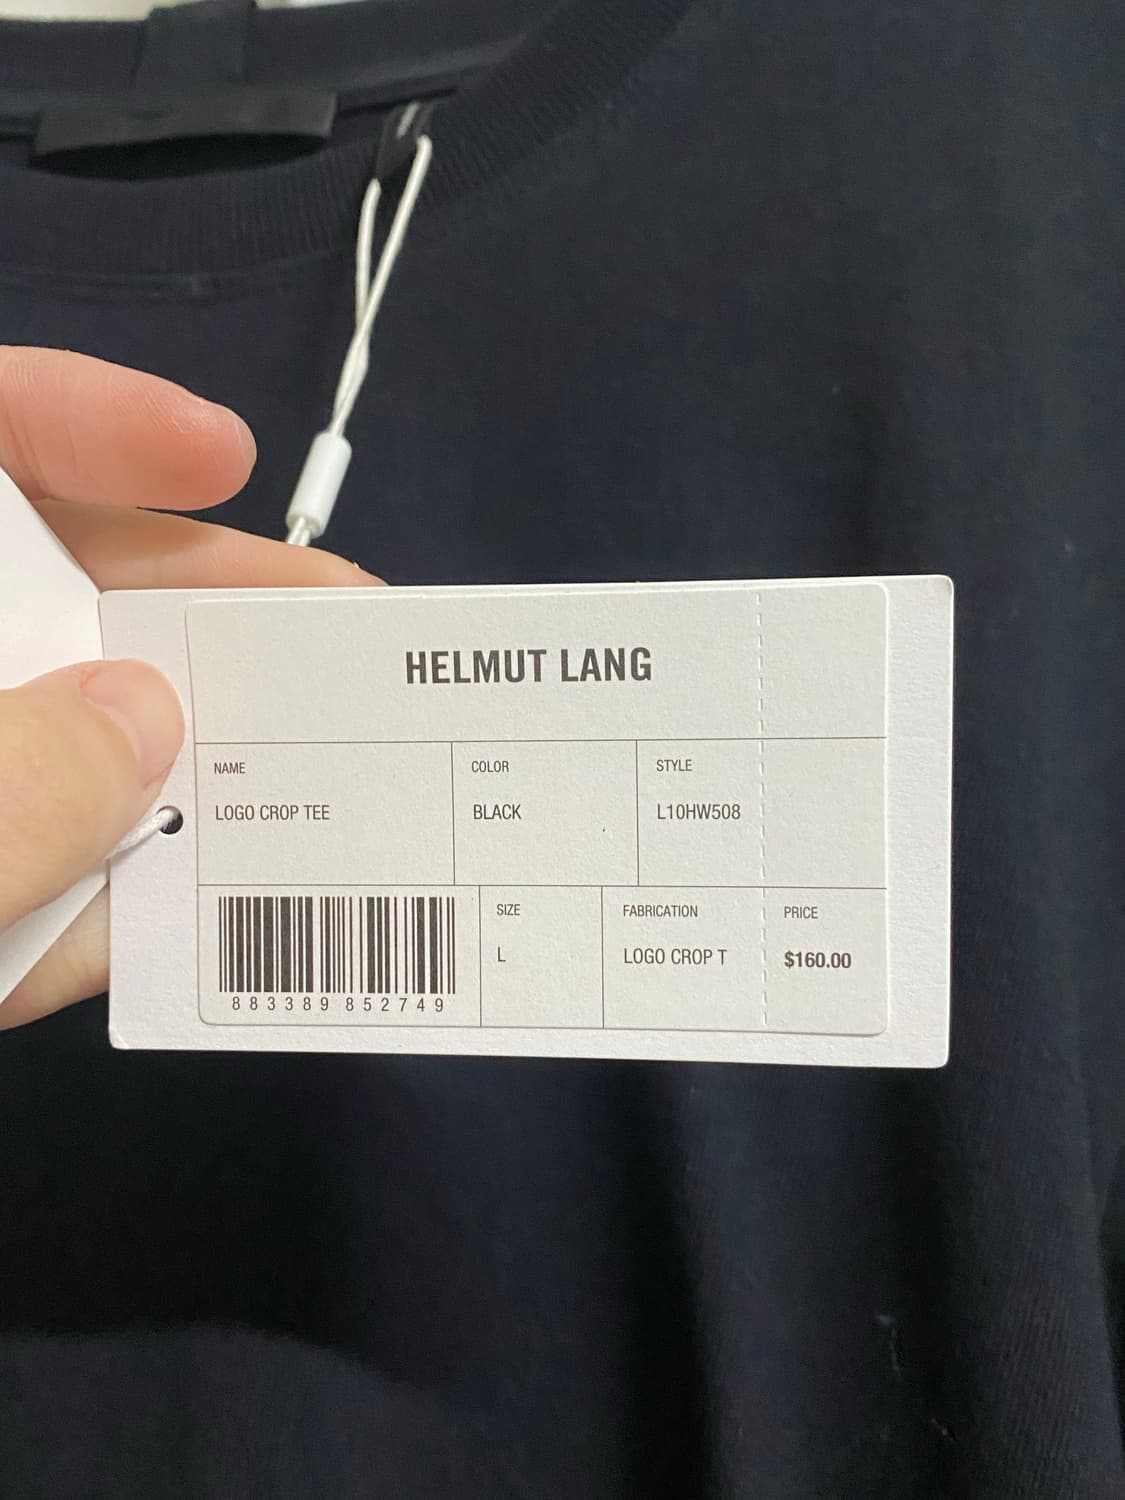 HELMUT LANG
NAME
LOGO CROP TEE
COLOR
BLACK
STYLE
L10HW508
883389 852749
SIZE
L
FABRICATION
LOGO CROP T
PRICE
$160.00